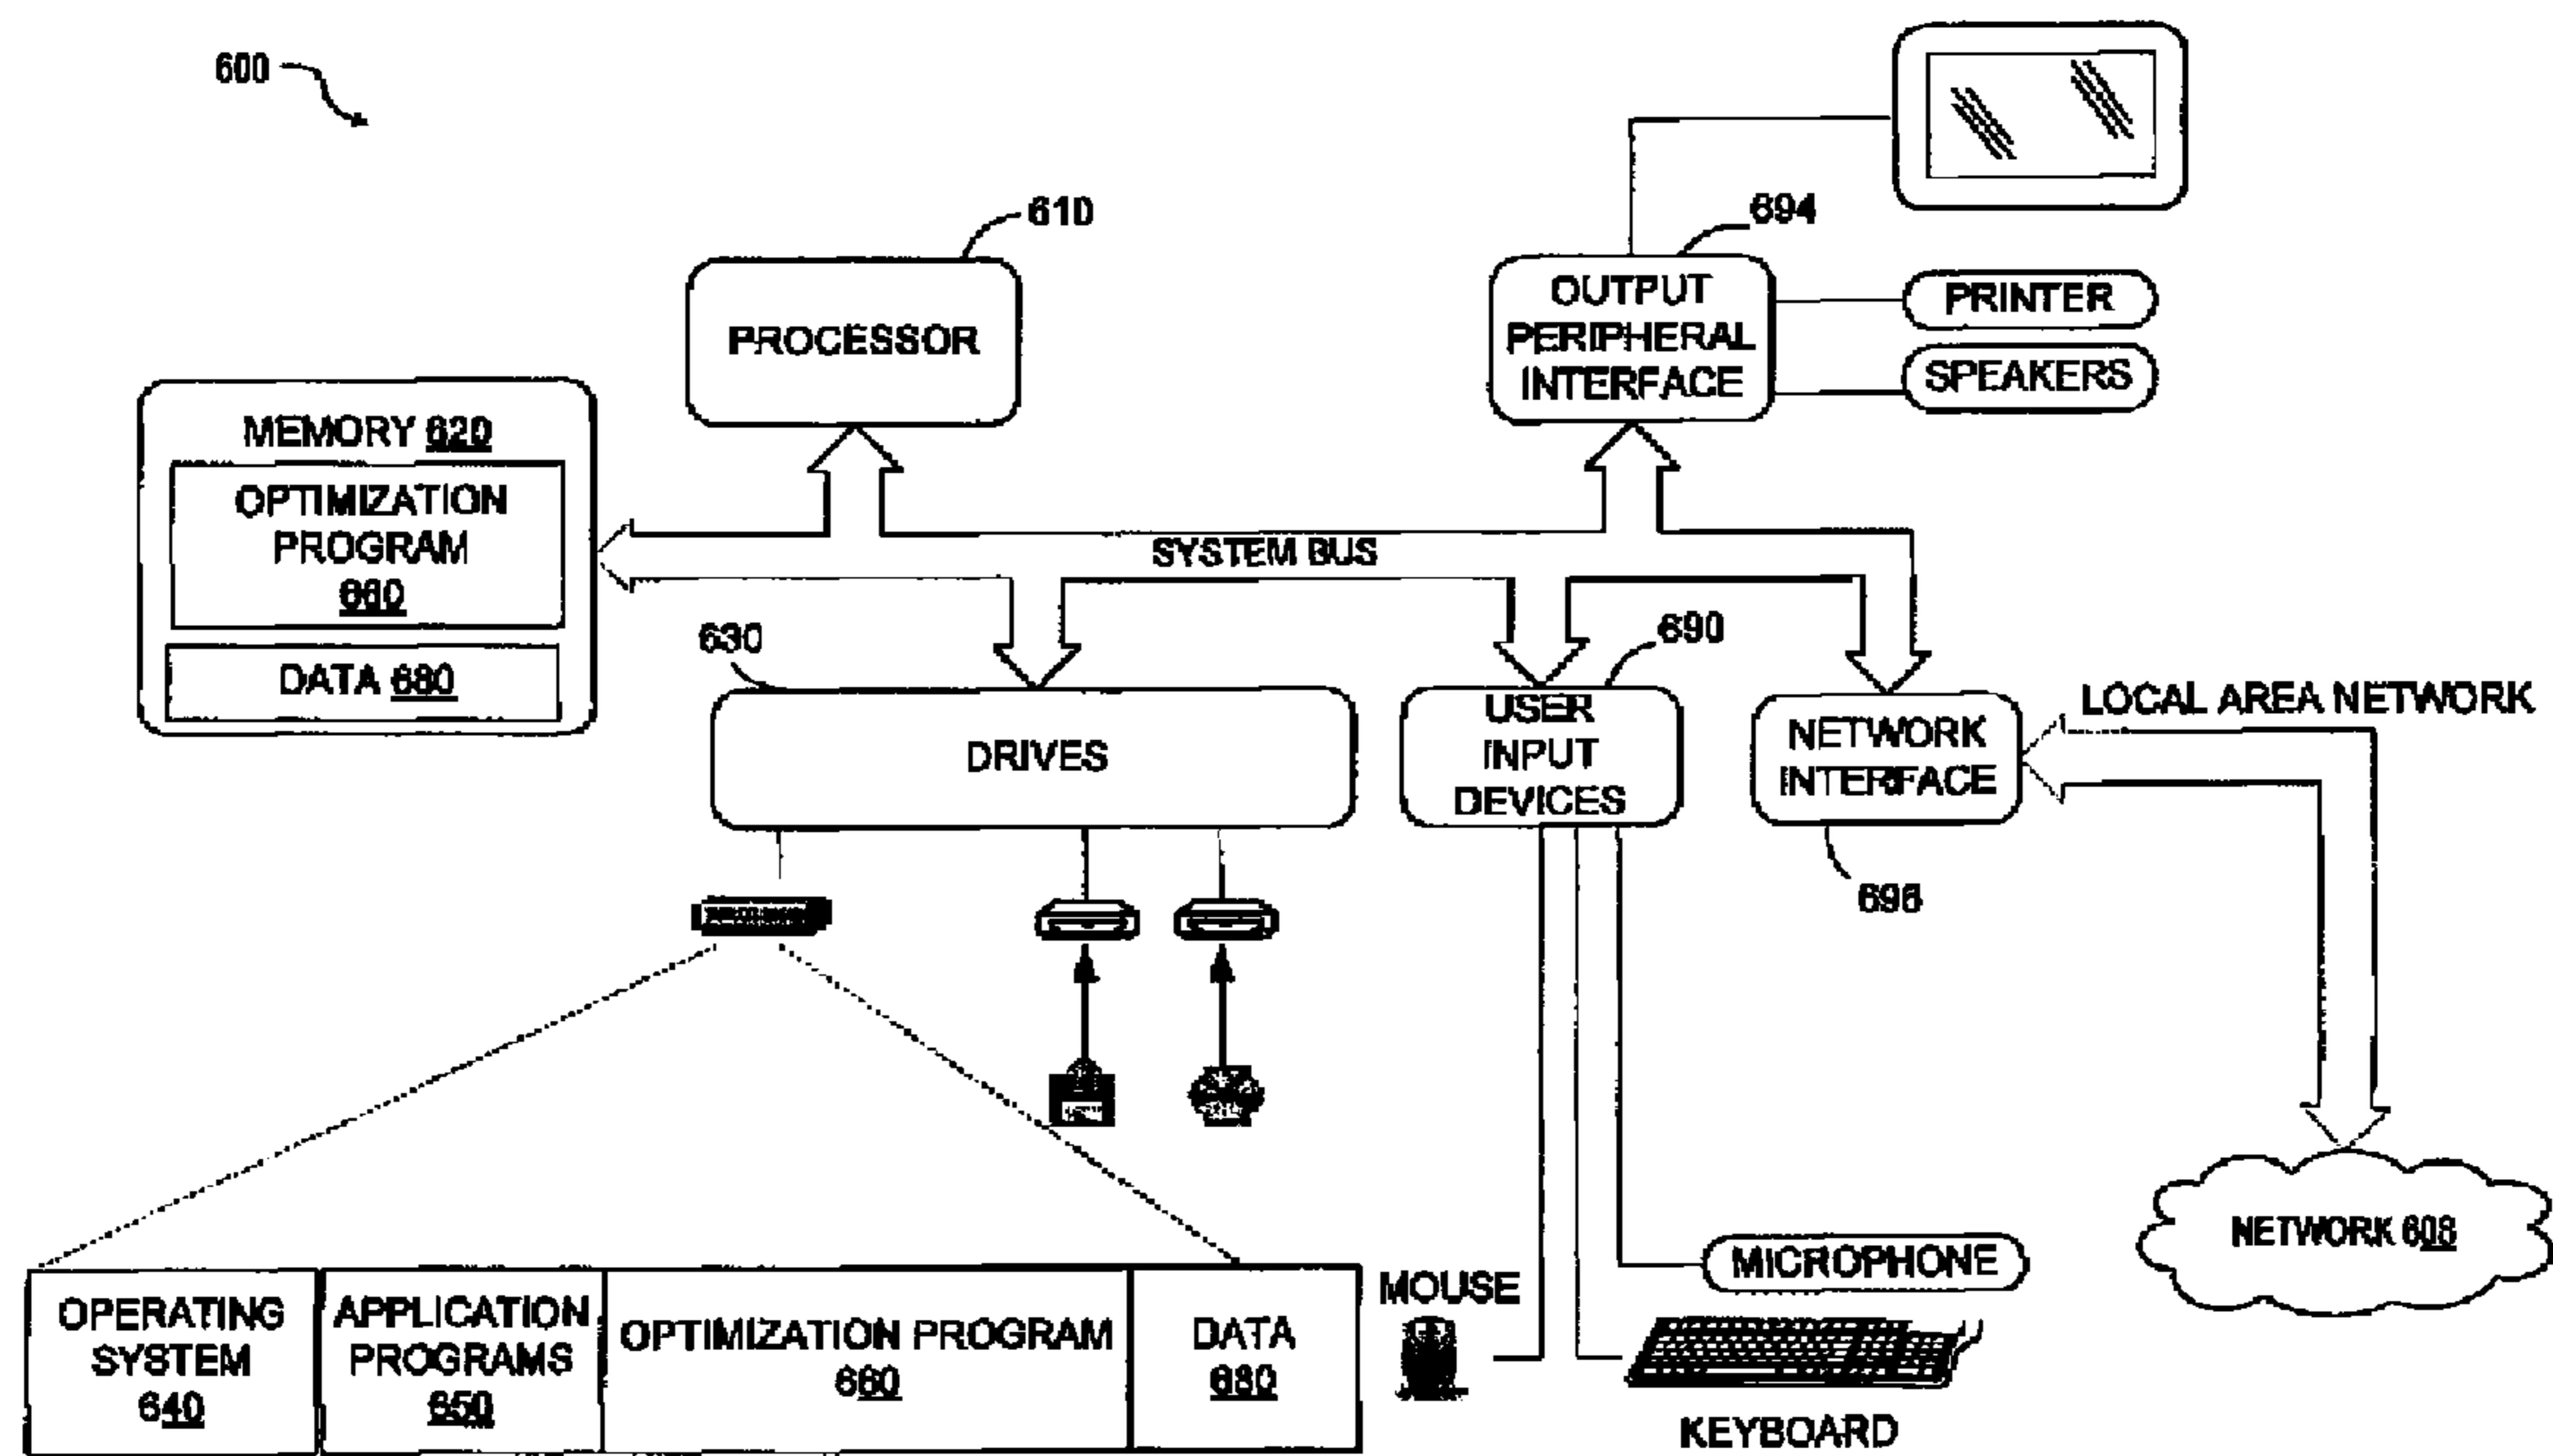 600
610
PROCESSOR
694
OUTPUT
PERIPHERAL
INTERFACE
PRINTER
SPEAKERS
MEMORY 620
OPTIMIZATION
PROGRAM
660
DATA 680
SYSTEM BUS
630
DRIVES
690
USER
INPUT
DEVICES
NETWORK
INTERFACE
696
LOCAL AREA NETWORK
NETWORK 608
OPERATING
SYSTEM
640
APPLICATION
PROGRAMS
650
OPTIMIZATION PROGRAM
660
DATA
680
MOUSE
MICROPHONE
KEYBOARD